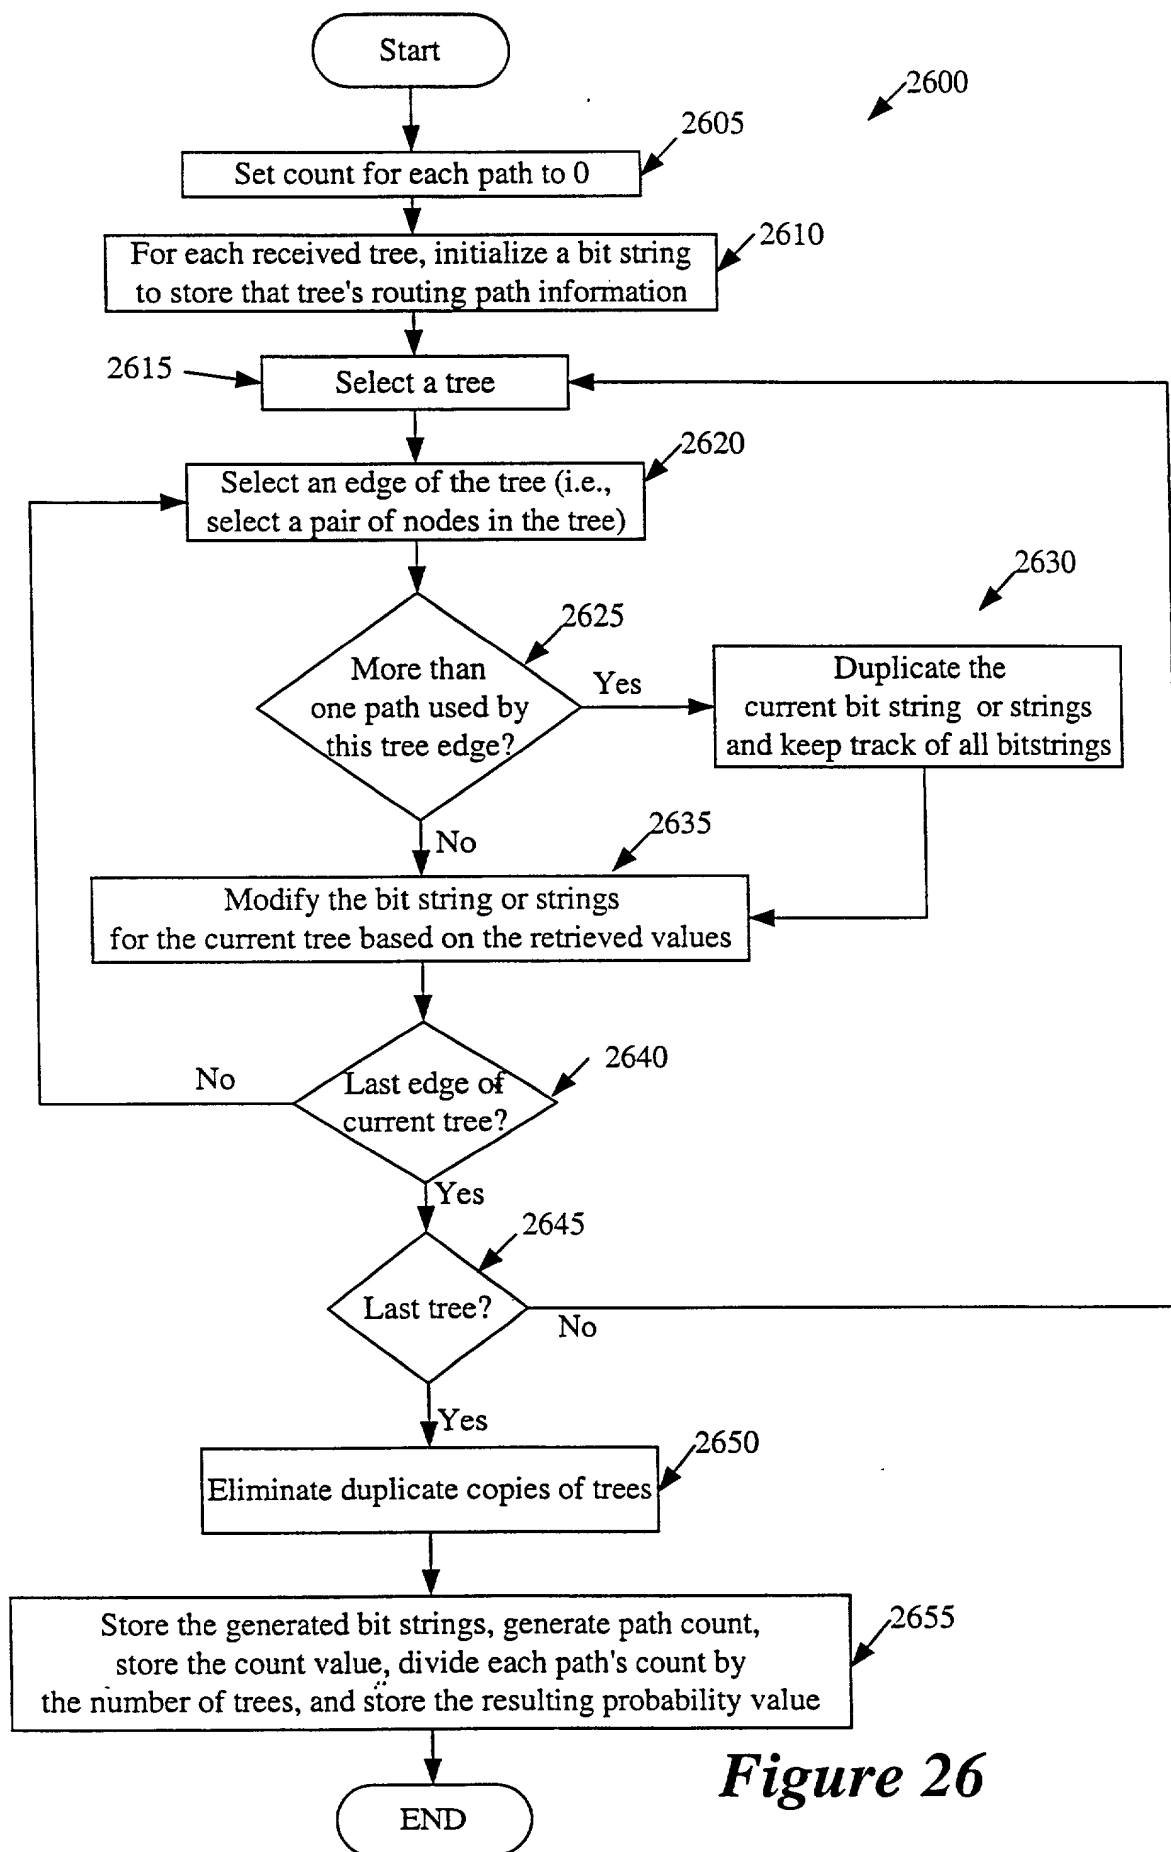 Start
2600
2605
Set count for each path to 0
2610
For each received tree, initialize a bit string
to store that tree's routing path information
2615
Select a tree
2620
Select an edge of the tree (i.e.,
select a pair of nodes in the tree)
2625
2630
More than
one path used by
this tree edge?
Yes
Duplicate the
current bit string or strings
and keep track of all bitstrings
No
2635
Modify the bit string or strings
for the current tree based on the retrieved values
2640
No
Last edge of
current tree?
Yes
2645
Last tree?
No
Yes
2650
Eliminate duplicate copies of trees
2655
Store the generated bit strings, generate path count,
store the count value, divide each path's count by
the number of trees, and store the resulting probability value
Figure 26
END